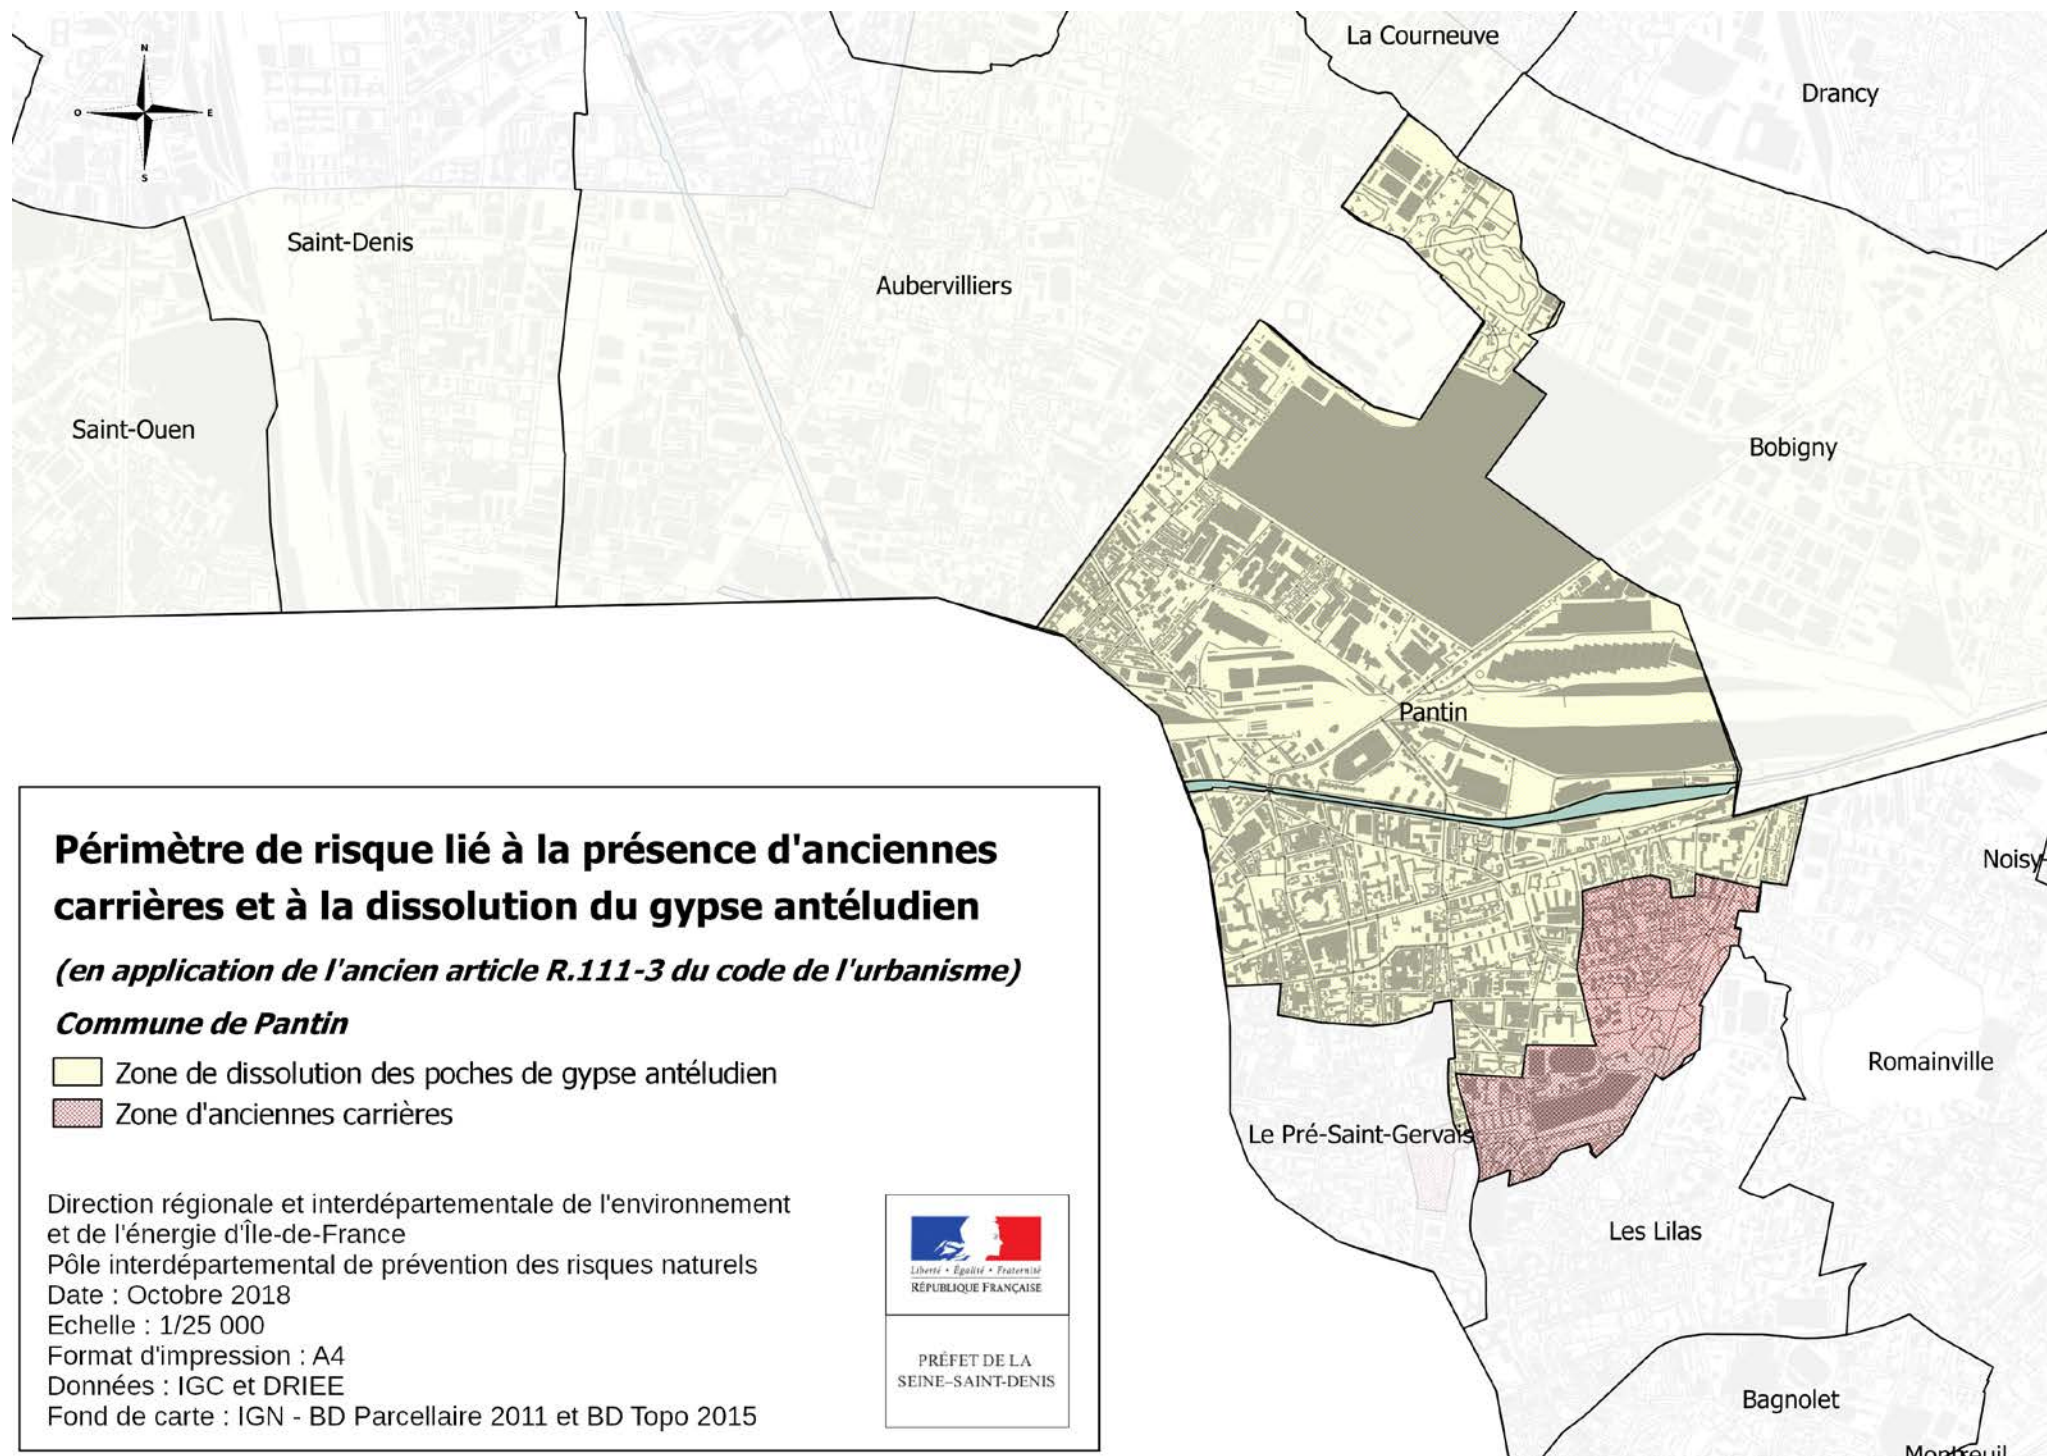 La Courneuve
Drancy
N
O
E
S
Saint-Denis
Aubervilliers
Saint-Ouen
Bobigny
Pantin
Périmètre de risque lié à la présence d'anciennes
carrières et à la dissolution du gypse antéludien
(en application de l'ancien article R.111-3 du code de l'urbanisme)
Commune de Pantin
Zone de dissolution des poches de gypse antéludien
Zone d'anciennes carrières
Direction régionale et interdépartementale de l'environnement
et de l'énergie d'Île-de-France
Pôle interdépartemental de prévention des risques naturels
Date : Octobre 2018
Echelle : 1/25 000
Format d'impression : A4
Données : IGC et DRIEE
Fond de carte : IGN - BD Parcellaire 2011 et BD Topo 2015
Liberté • Égalité • Fraternité
RÉPUBLIQUE FRANÇAISE
PRÉFET DE LA
SEINE–SAINT-DENIS
Noisy-
Romainville
Le Pré-Saint-Gervais
Les Lilas
Bagnolet
Montreuil